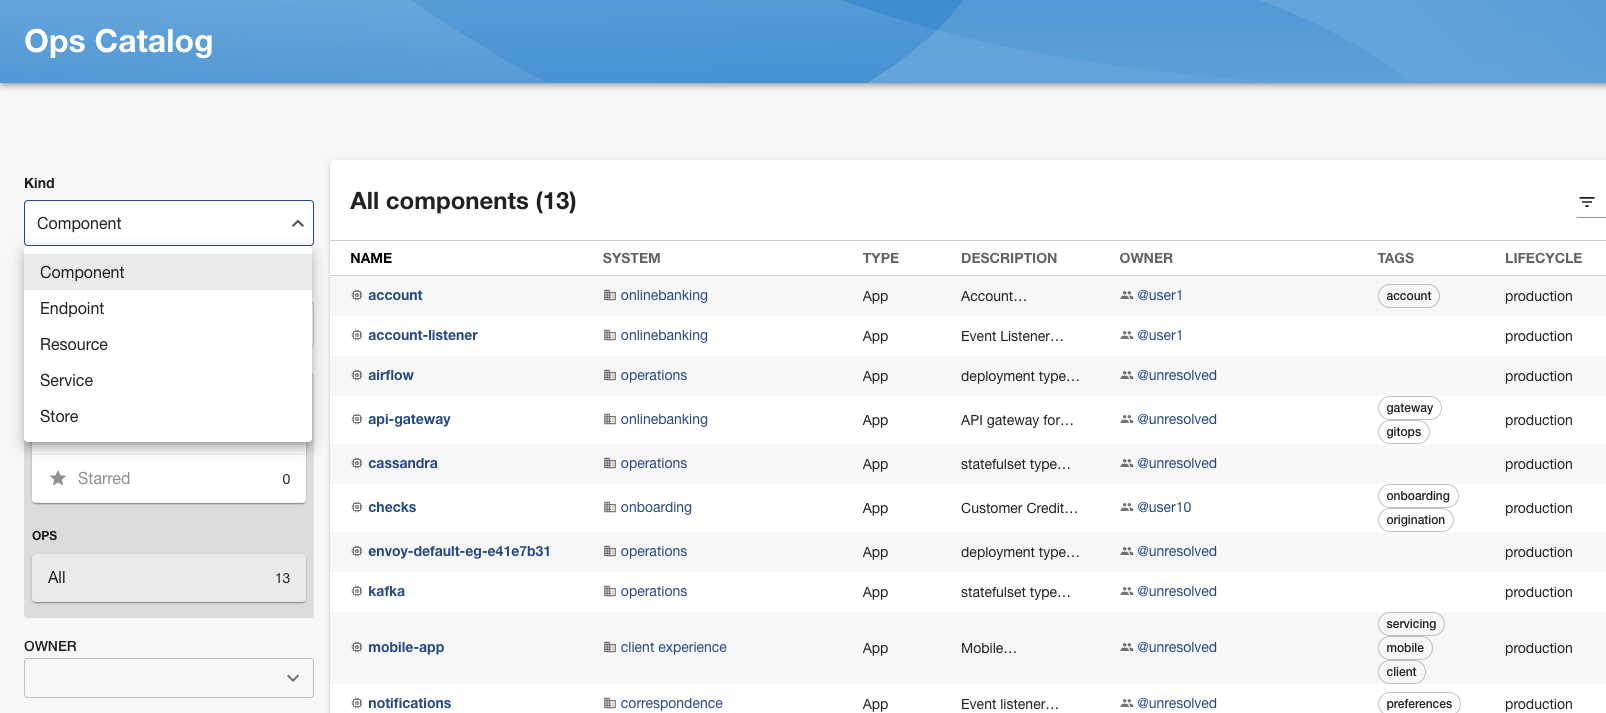 Ops Catalog
Kind
Component
Component
Endpoint
Resource
Service
Store
Starred 0
OPS
All 13
OWNER
All components (13)
NAME SYSTEM TYPE DESCRIPTION OWNER TAGS LIFECYCLE
account onlinebanking App Account... @user1 account production
account-listener onlinebanking App Event Listener... @user1 production
airflow operations App deployment type... @unresolved production
api-gateway onlinebanking App API gateway for... @unresolved gateway gitops production
cassandra operations App statefulset type... @unresolved production
checks onboarding App Customer Credit... @user10 onboarding origination production
envoy-default-eg-e41e7b31 operations App deployment type... @unresolved production
kafka operations App statefulset type... @unresolved production
mobile-app client experience App Mobile... @unresolved servicing mobile client production
notifications correspondence App Event listener... @unresolved preferences production